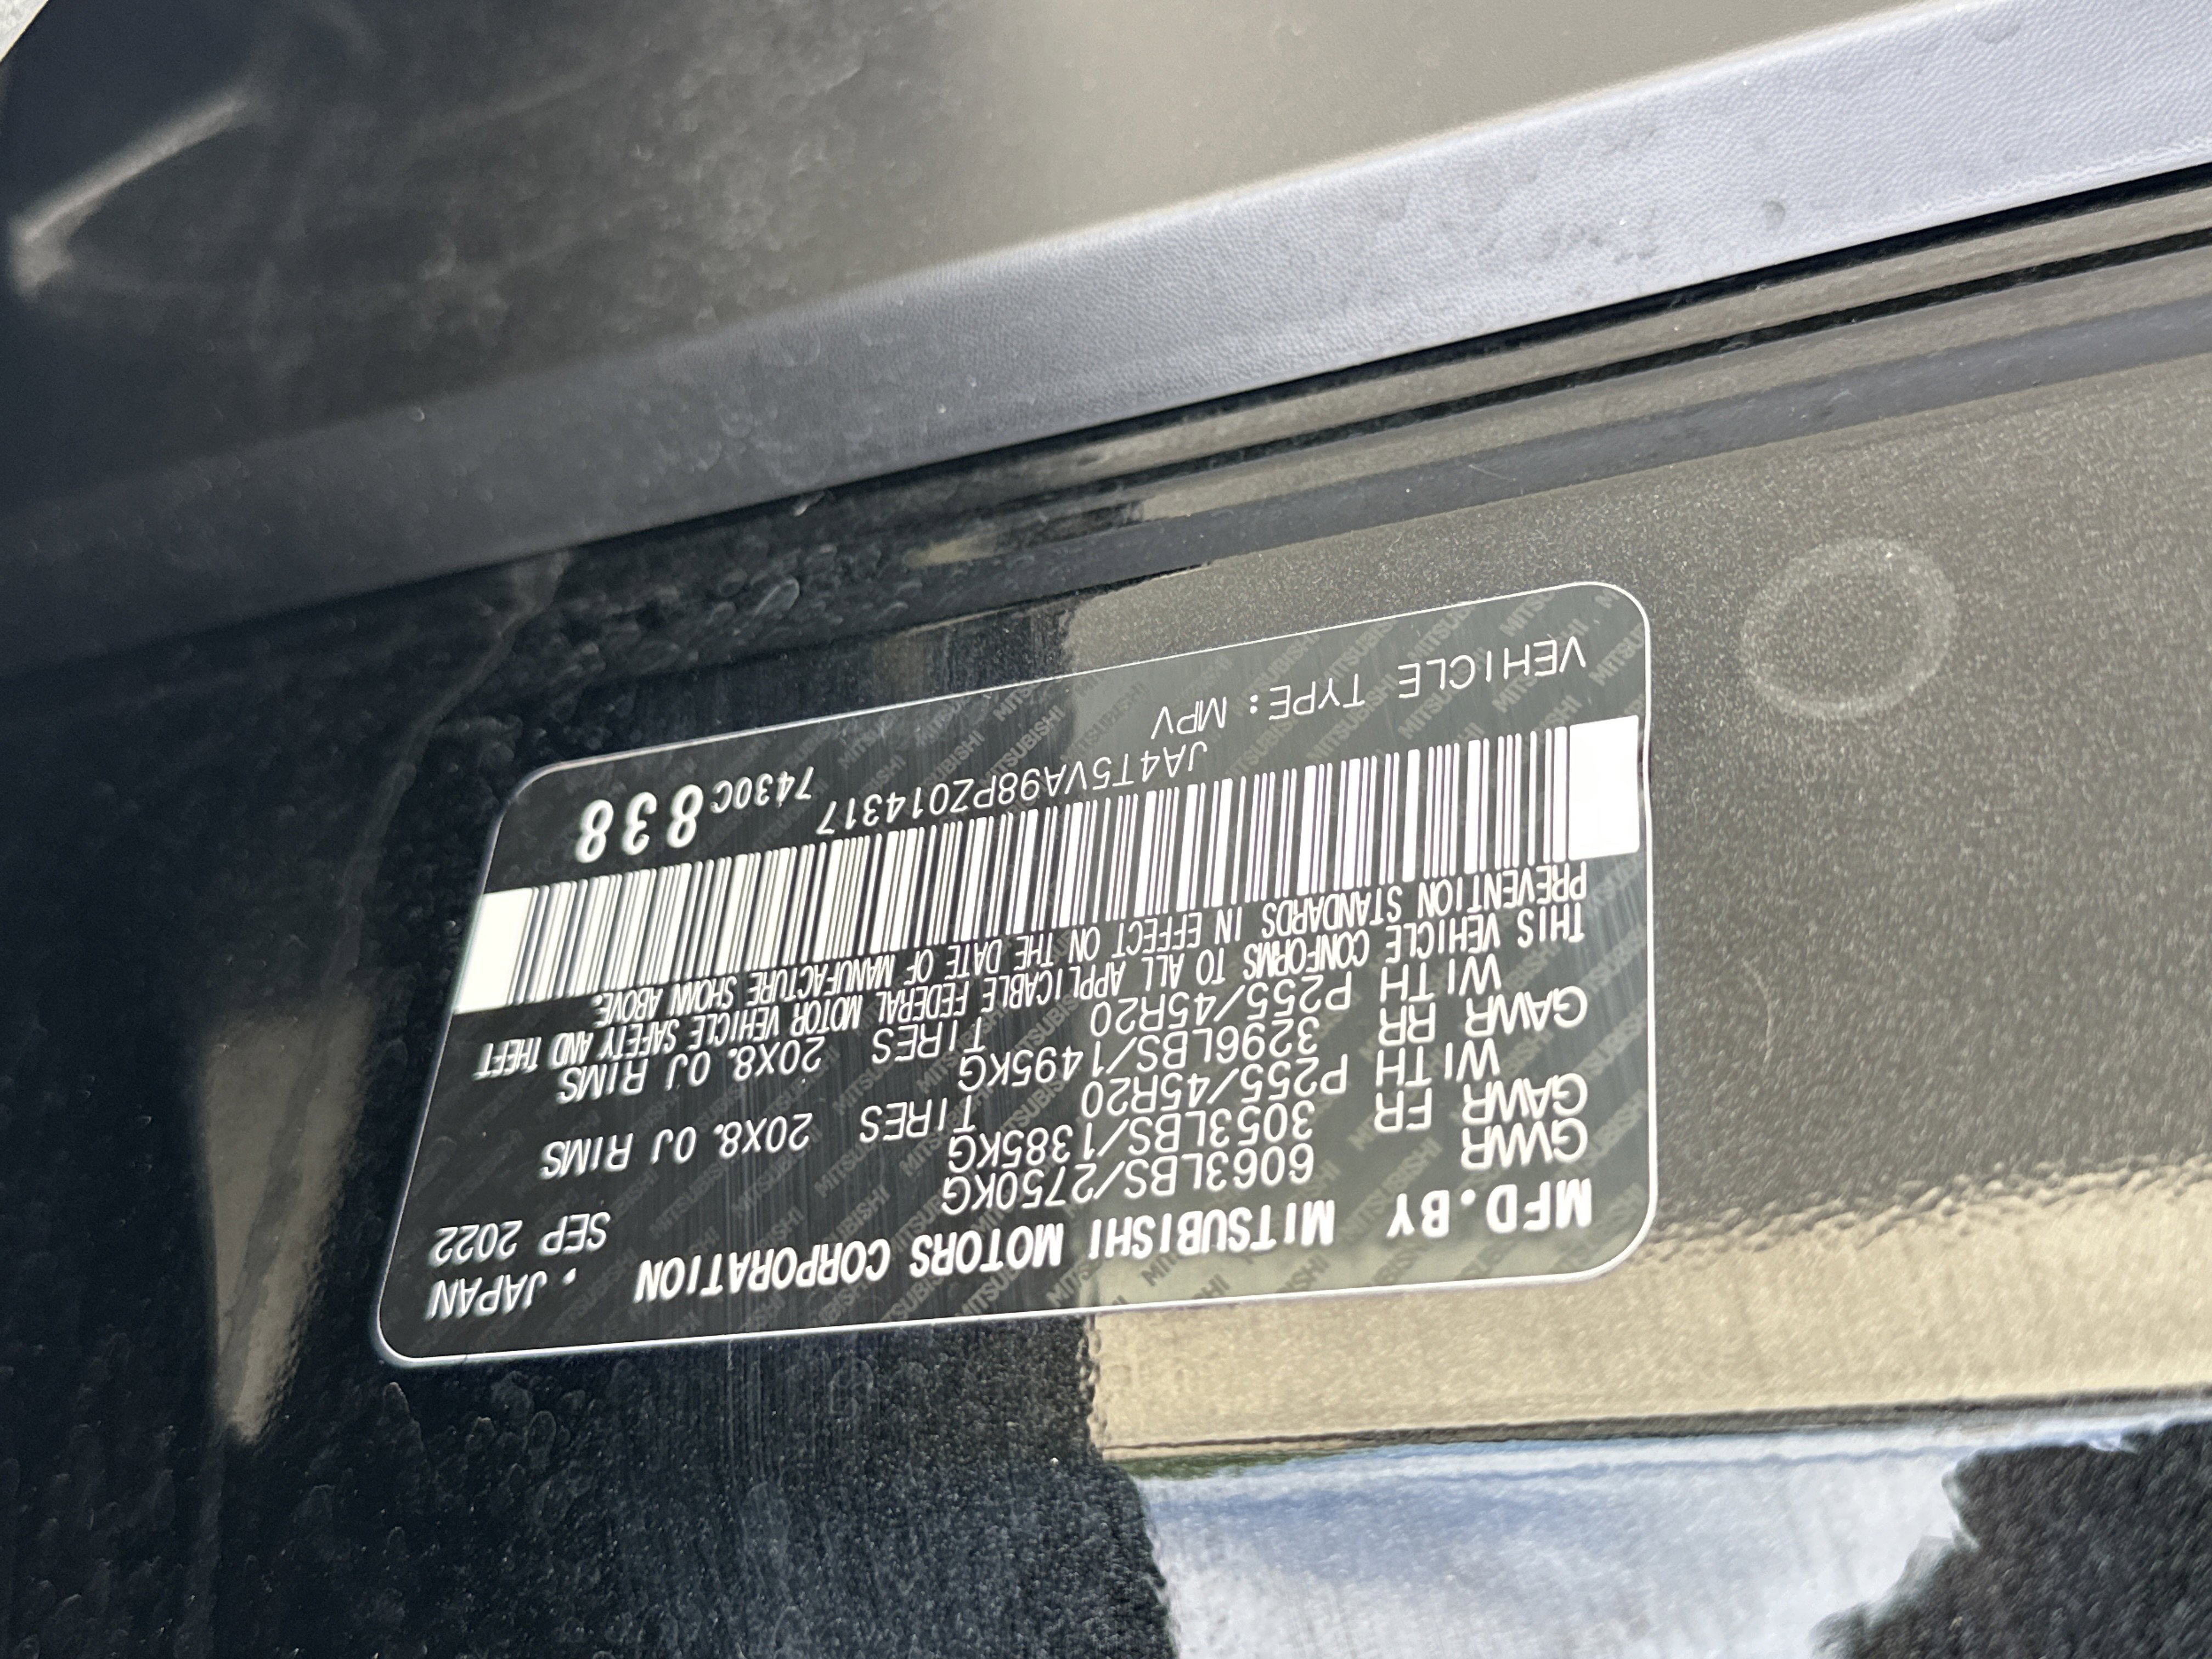 MFD.BY MITSUBISHI MOTORS CORPORATION . JAPAN
SEP 2022
GVWR 6063LBS/2750KG
GAWR FR 3053LBS/1385KG
WITH P255/45R20 TIRES 20X8.0J RIMS
GAWR RR 3296LBS/1495KG
WITH P255/45R20 TIRES 20X8.0J RIMS
THIS VEHICLE CONFORMS TO ALL APPLICABLE FEDERAL MOTOR VEHICLE SAFETY AND THEFT
PREVENTION STANDARDS IN EFFECT ON THE DATE OF MANUFACTURE SHOWN ABOVE.
JA4T5VA98PZ014317
VEHICLE TYPE: MPV
7430C838